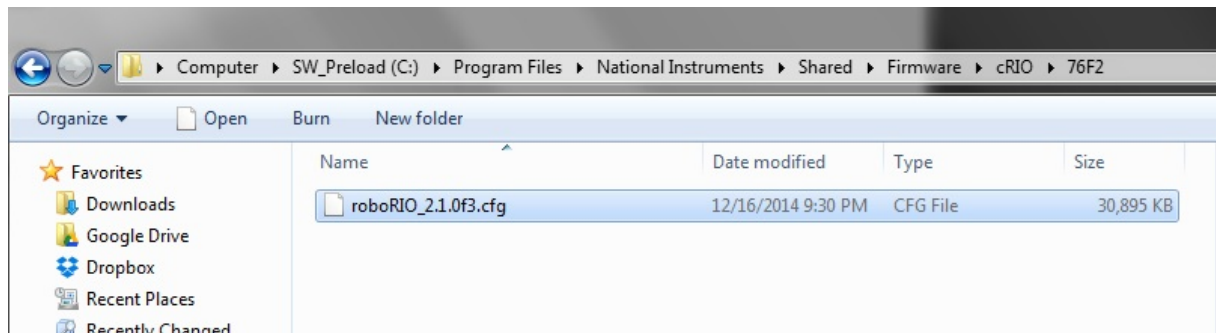 Computer SW_Preload (C:) Program Files National Instruments Shared Firmware cRIO 76F2
Organize Open Burn New folder
Favorites
Downloads
Google Drive
Dropbox
Recent Places
Recently Changed
Name Date modified Type Size
roboRIO_2.1.0f3.cfg 12/16/2014 9:30 PM CFG File 30,895 KB